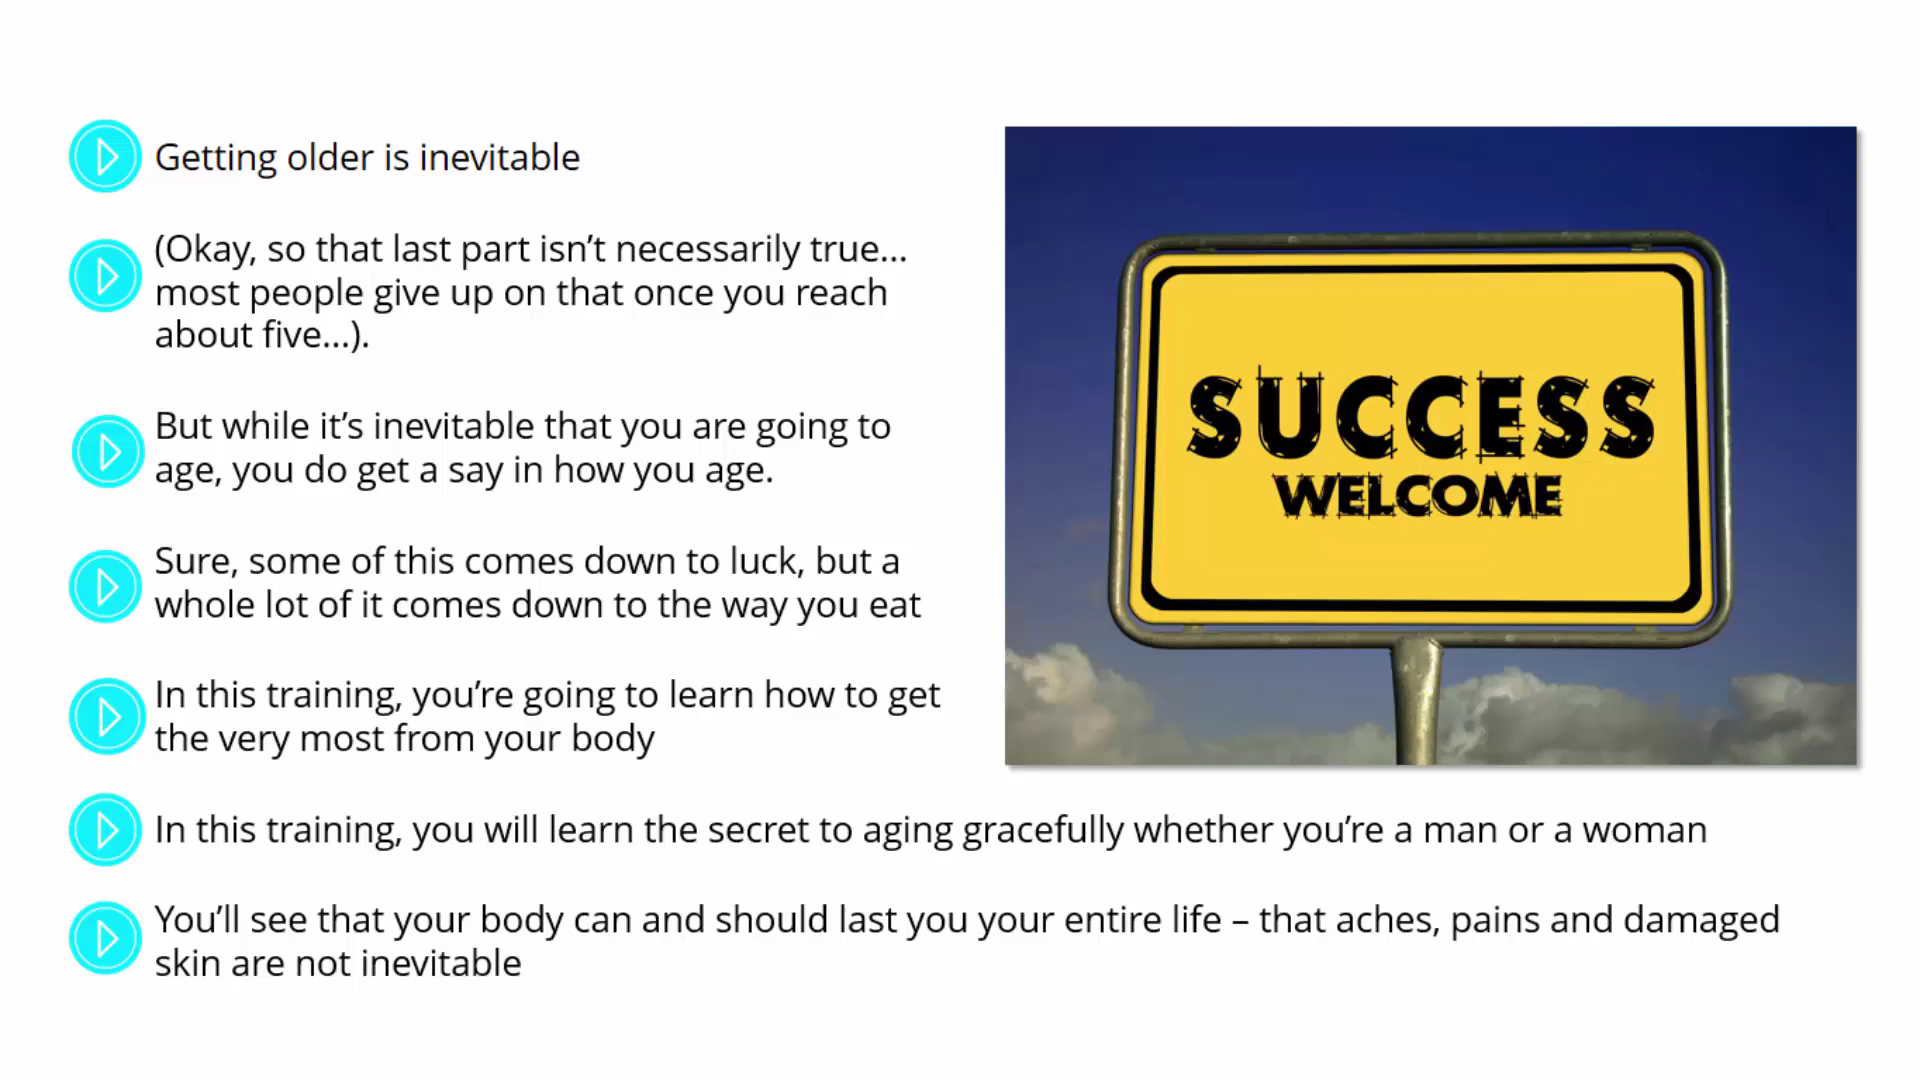 Getting older is inevitable
(Okay, so that last part isn’t necessarily true…
most people give up on that once you reach
about five…).
But while it’s inevitable that you are going to
age, you do get a say in how you age.
Sure, some of this comes down to luck, but a
whole lot of it comes down to the way you eat
In this training, you’re going to learn how to get
the very most from your body
In this training, you will learn the secret to aging gracefully whether you’re a man or a woman
You’ll see that your body can and should last you your entire life – that aches, pains and damaged
skin are not inevitable
SUCCESS
WELCOME